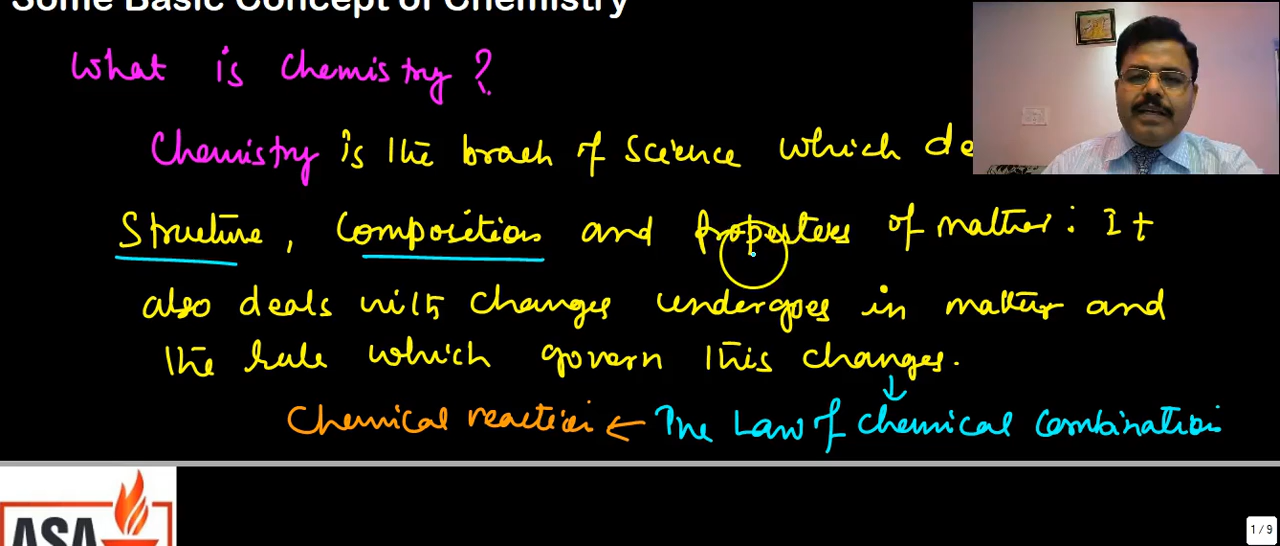 Some Basic Concept of Chemistry
What is Chemistry ?
Chemistry is the brach of Science which de
Structure, Composition and properties of matter. It
also deals with changes undergoes in matter and
the rule which govern this changes.
Chemical reaction ← The Law of chemical Combination
ASA
1 / 9